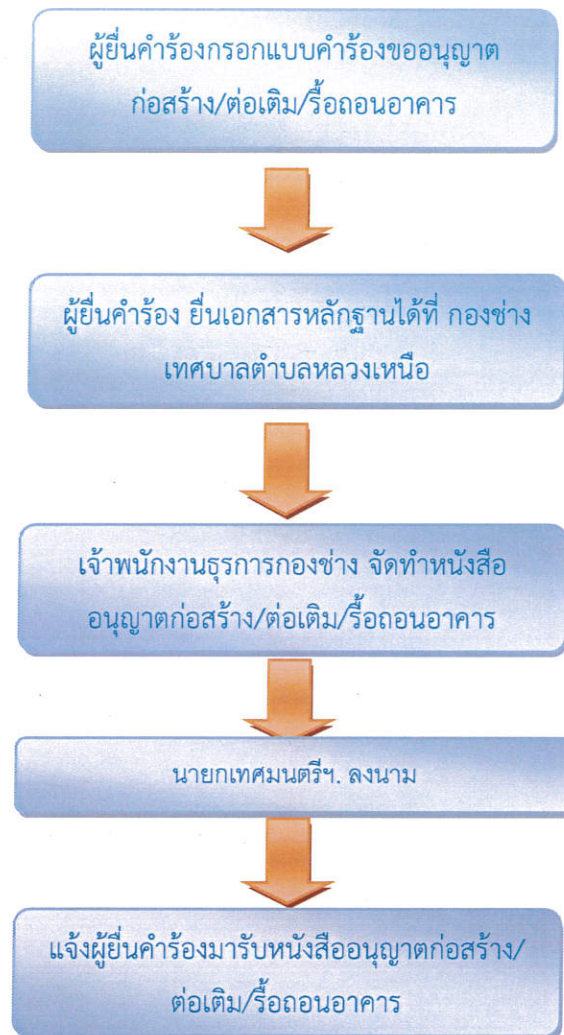 ผู้ยื่นคำร้องกรอกแบบคำร้องขออนุญาต
ก่อสร้าง/ต่อเติม/รื้อถอนอาคาร
ผู้ยื่นคำร้อง ยื่นเอกสารหลักฐานได้ที่ กองช่าง
เทศบาลตำบลหลวงเหนือ
เจ้าพนักงานธุรการกองช่าง จัดทำหนังสือ
อนุญาตก่อสร้าง/ต่อเติม/รื้อถอนอาคาร
นายกเทศมนตรีฯ. ลงนาม
แจ้งผู้ยื่นคำร้องมารับหนังสืออนุญาตก่อสร้าง/
ต่อเติม/รื้อถอนอาคาร